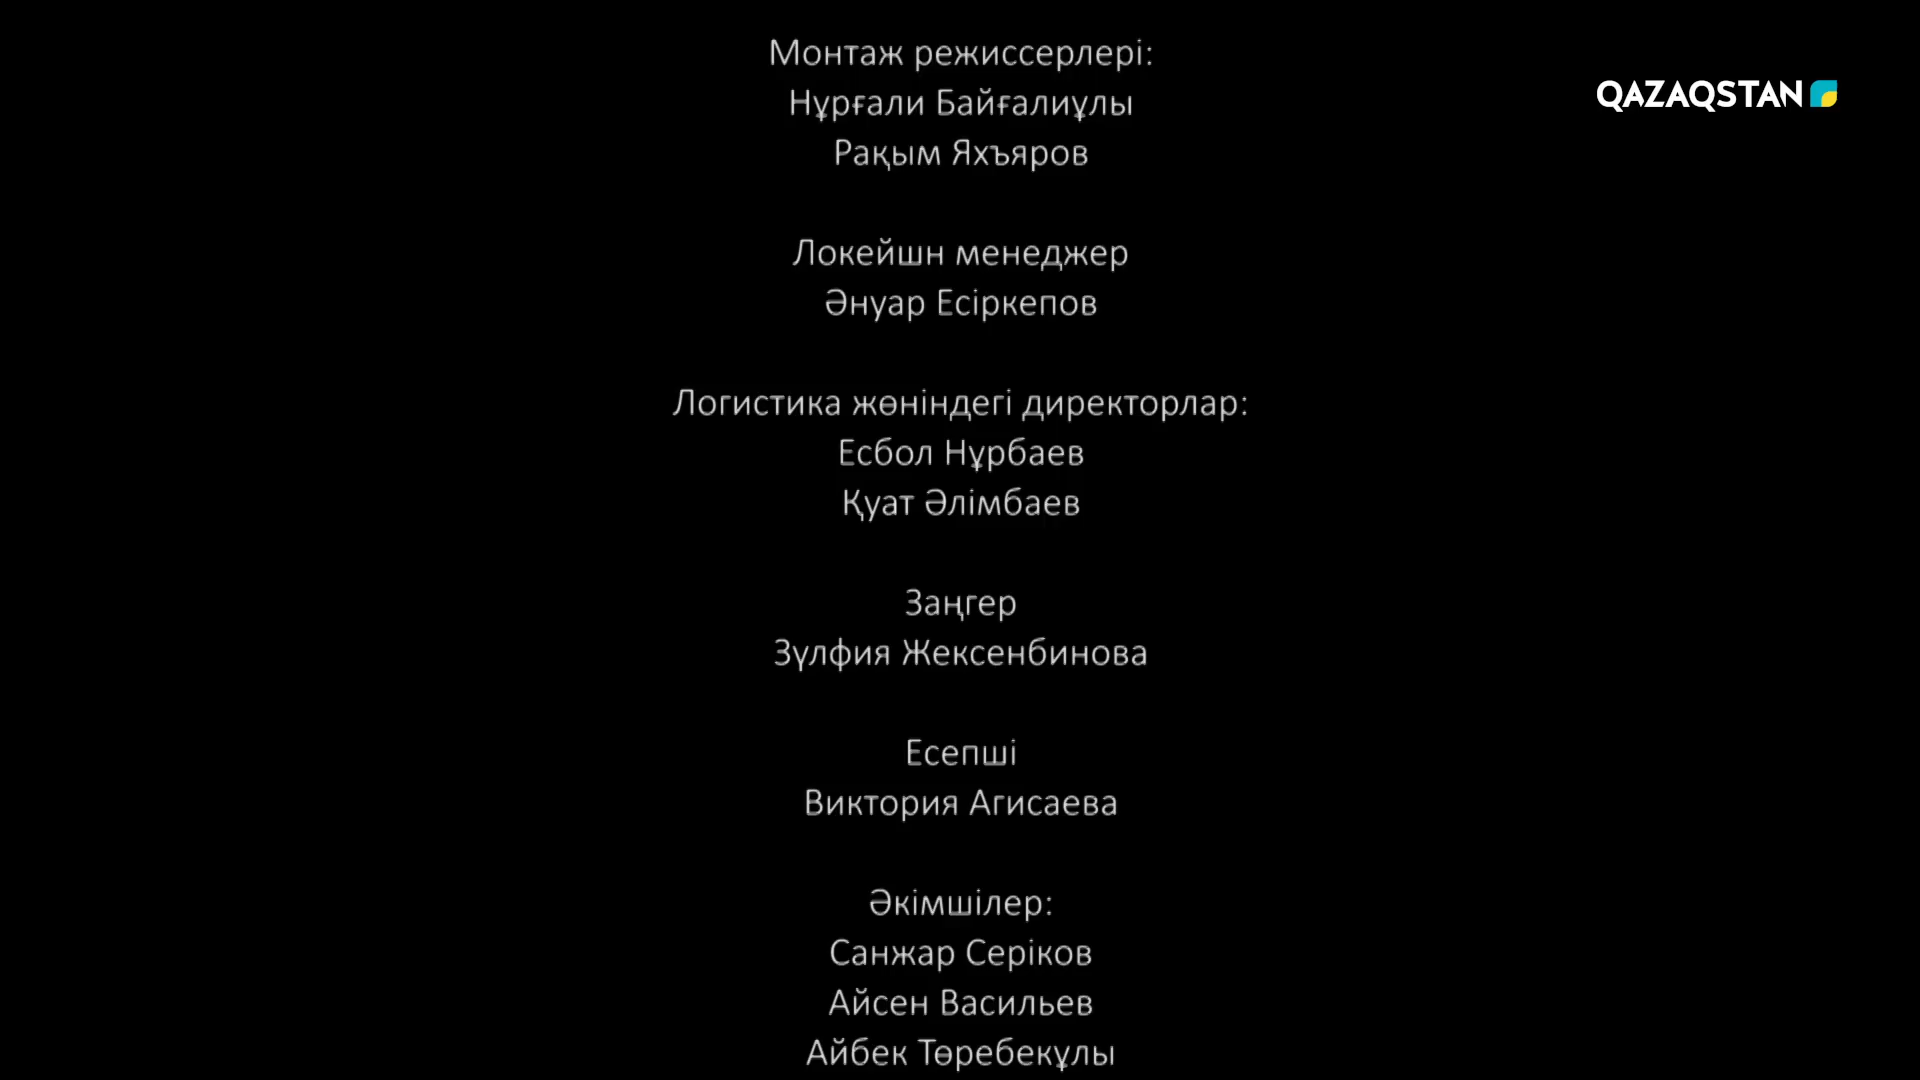 Монтаж режиссерлері:
QAZAQSTAN
Нұрғали Байғалиұлы
Рақым Яхъяров
Локейшн менеджер
Әнуар Есіркепов
Логистика жөніндегі директорлар:
Есбол Нұрбаев
Қуат Әлімбаев
Заңгер
Зүлфия Жексенбинова
Есепші
Виктория Агисаева
Әкімшілер:
Санжар Серіков
Айсен Васильев
Айбек Төребекұлы